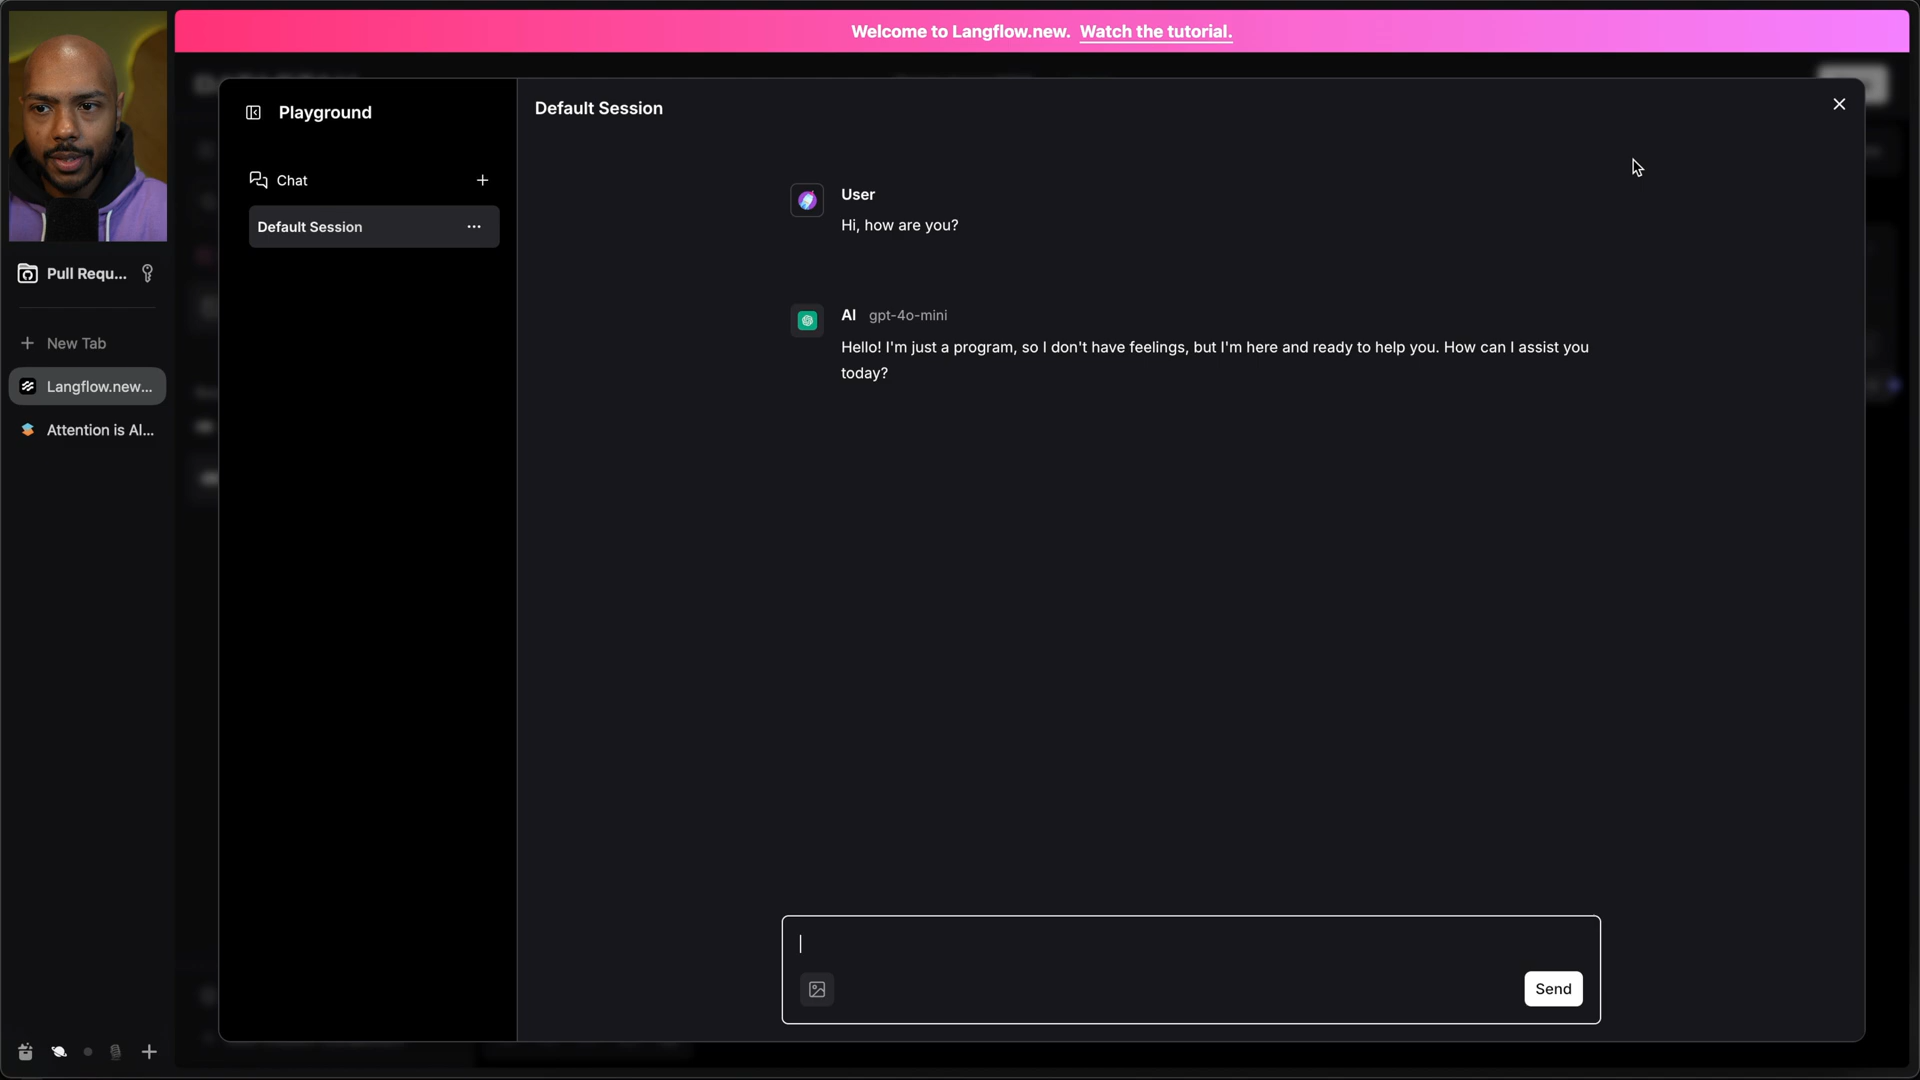 Welcome to Langflow.new. Watch the tutorial.
Playground
Default Session
Chat
Default Session
User
Hi, how are you?
AI gpt-4o-mini
Hello! I'm just a program, so I don't have feelings, but I'm here and ready to help you. How can I assist you
today?
Send
Pull Requ...
New Tab
Langflow.new...
Attention is Al...